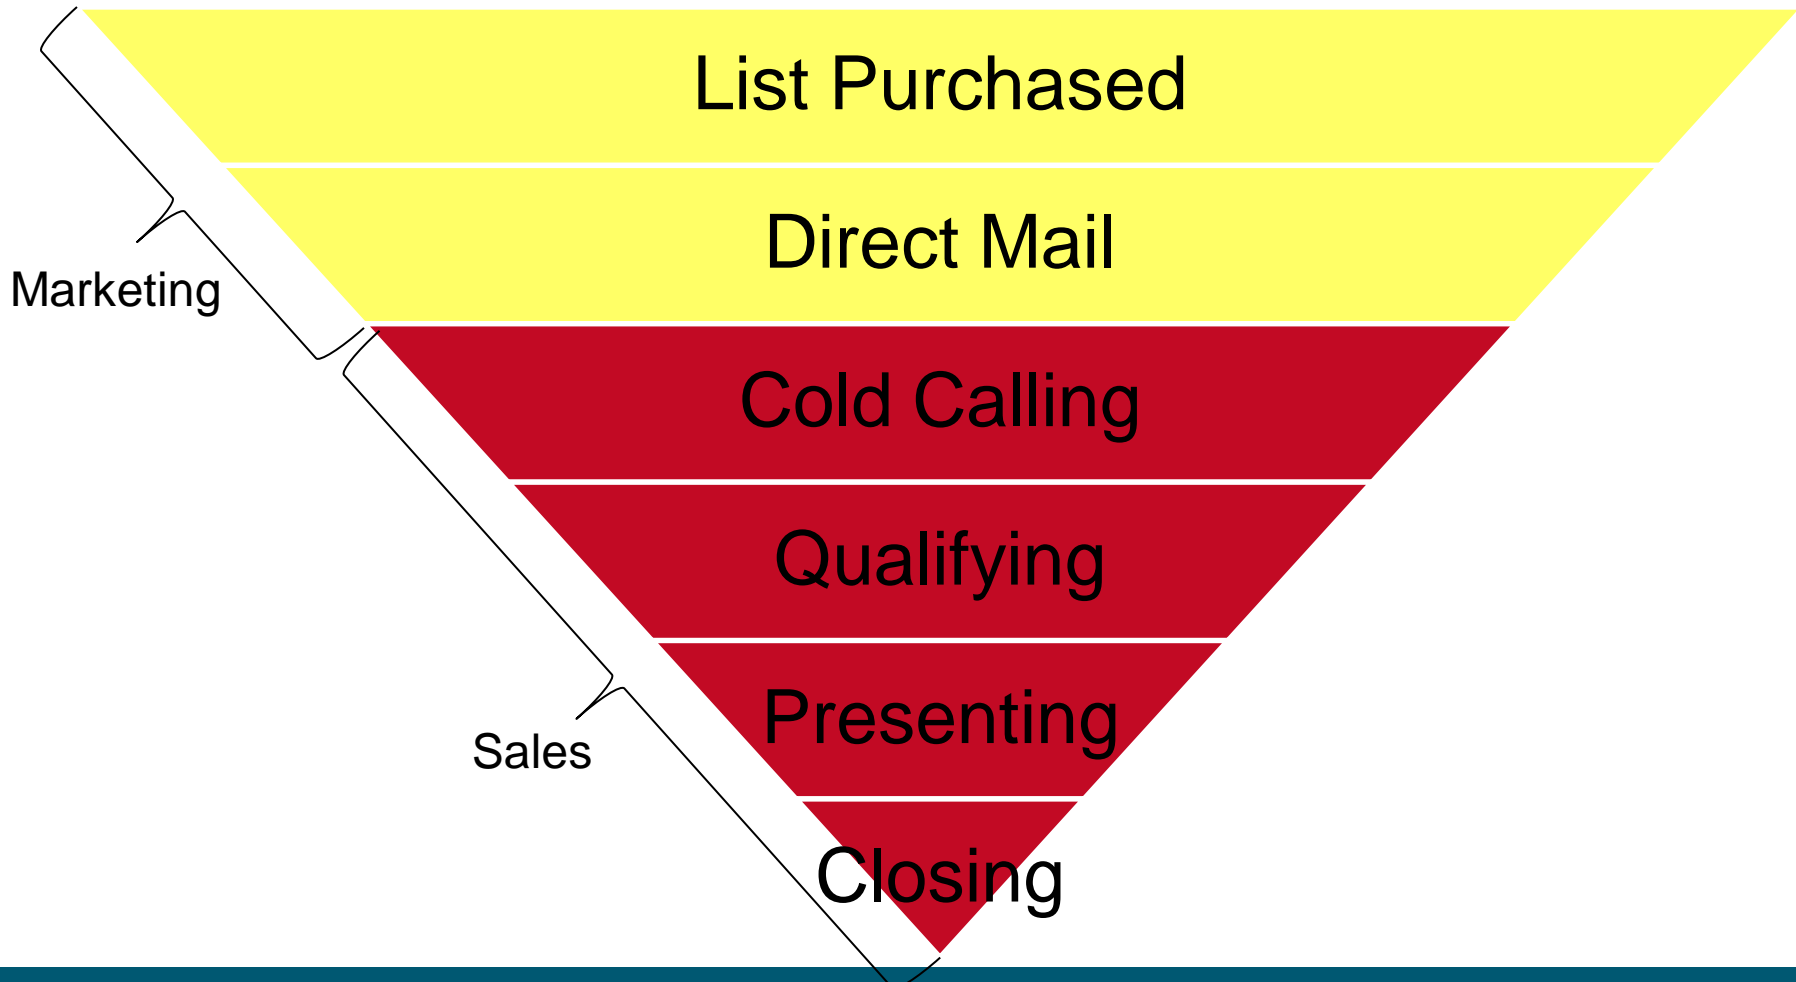 List Purchased
Direct Mail
Marketing
Cold Calling
Qualifying
Presenting
Sales
Closing